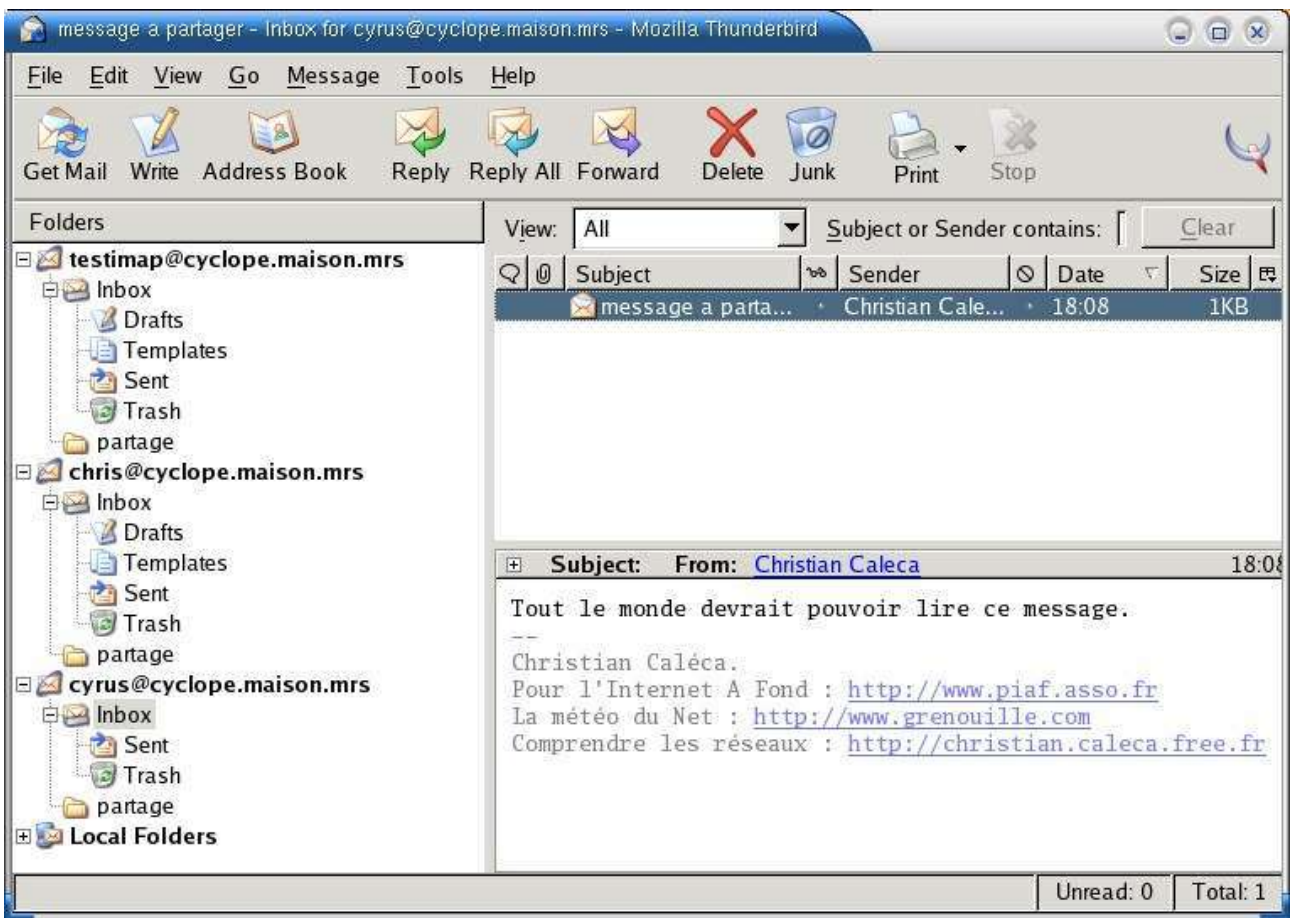 message a partager - Inbox for cyrus@cyclope.maison.mrs - Mozilla Thunderbird
File Edit View Go Message Tools Help
Get Mail Write Address Book Reply Reply All Forward Delete Junk Print Stop
Folders
testimap@cyclope.maison.mrs
Inbox
Drafts
Templates
Sent
Trash
partage
chris@cyclope.maison.mrs
Inbox
Drafts
Templates
Sent
Trash
partage
cyrus@cyclope.maison.mrs
Inbox
Sent
Trash
partage
Local Folders
View: All Subject or Sender contains: Clear
Subject Sender Date Size
message a parta... Christian Cale... 18:08 1KB
Subject: From: Christian Caleca 18:08
Tout le monde devrait pouvoir lire ce message.
--
Christian Caléca.
Pour l'Internet A Fond : http://www.piaf.asso.fr
La météo du Net : http://www.grenouille.com
Comprendre les réseaux : http://christian.caleca.free.fr
Unread: 0 Total: 1